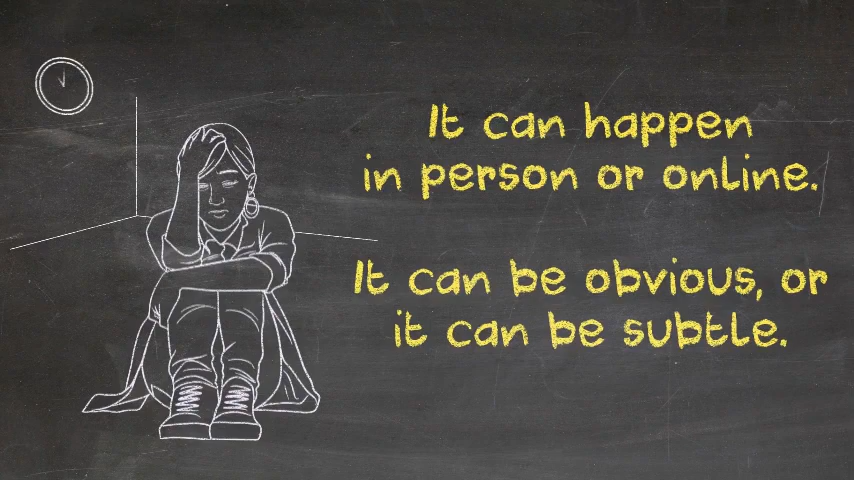 It can happen
in person or online.
It can be obvious, or
it can be subtle.